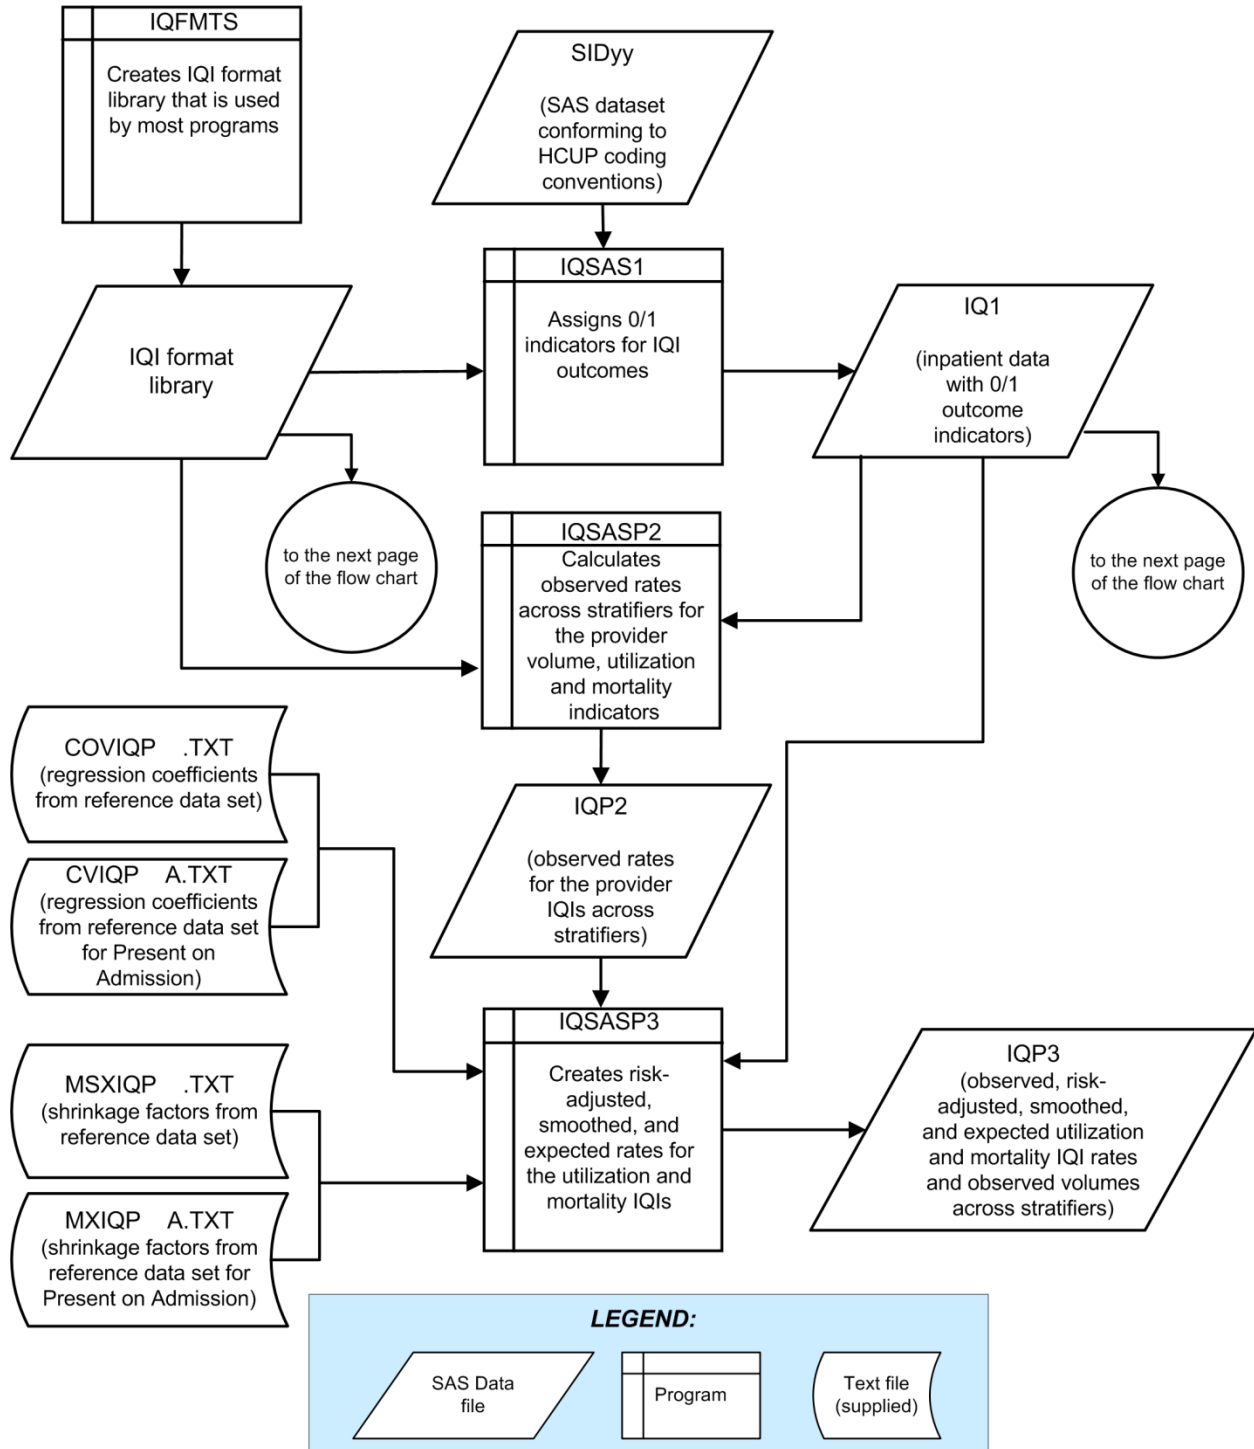 IQFMTS
Creates IQI format
library that is used
by most programs
SIDyy
(SAS dataset
conforming to
HCUP coding
conventions)
IQI format
library
IQSAS1
Assigns 0/1
indicators for IQI
outcomes
IQ1
(inpatient data
with 0/1
outcome
indicators)
to the next page
of the flow chart
IQSASP2
Calculates
observed rates
across stratifiers for
the provider
volume, utilization
and mortality
indicators
to the next page
of the flow chart
COVIQP .TXT
(regression coefficients
from reference data set)
CVIQP A.TXT
(regression coefficients
from reference data set
for Present on
Admission)
IQP2
(observed rates
for the provider
IQIs across
stratifiers)
MSXIQP .TXT
(shrinkage factors from
reference data set)
MXIQP A.TXT
(shrinkage factors from
reference data set for
Present on Admission)
IQSASP3
Creates risk-
adjusted,
smoothed, and
expected rates for
the utilization and
mortality IQIs
IQP3
(observed, risk-
adjusted, smoothed,
and expected utilization
and mortality IQI rates
and observed volumes
across stratifiers)
LEGEND:
SAS Data
file
Program
Text file
(supplied)